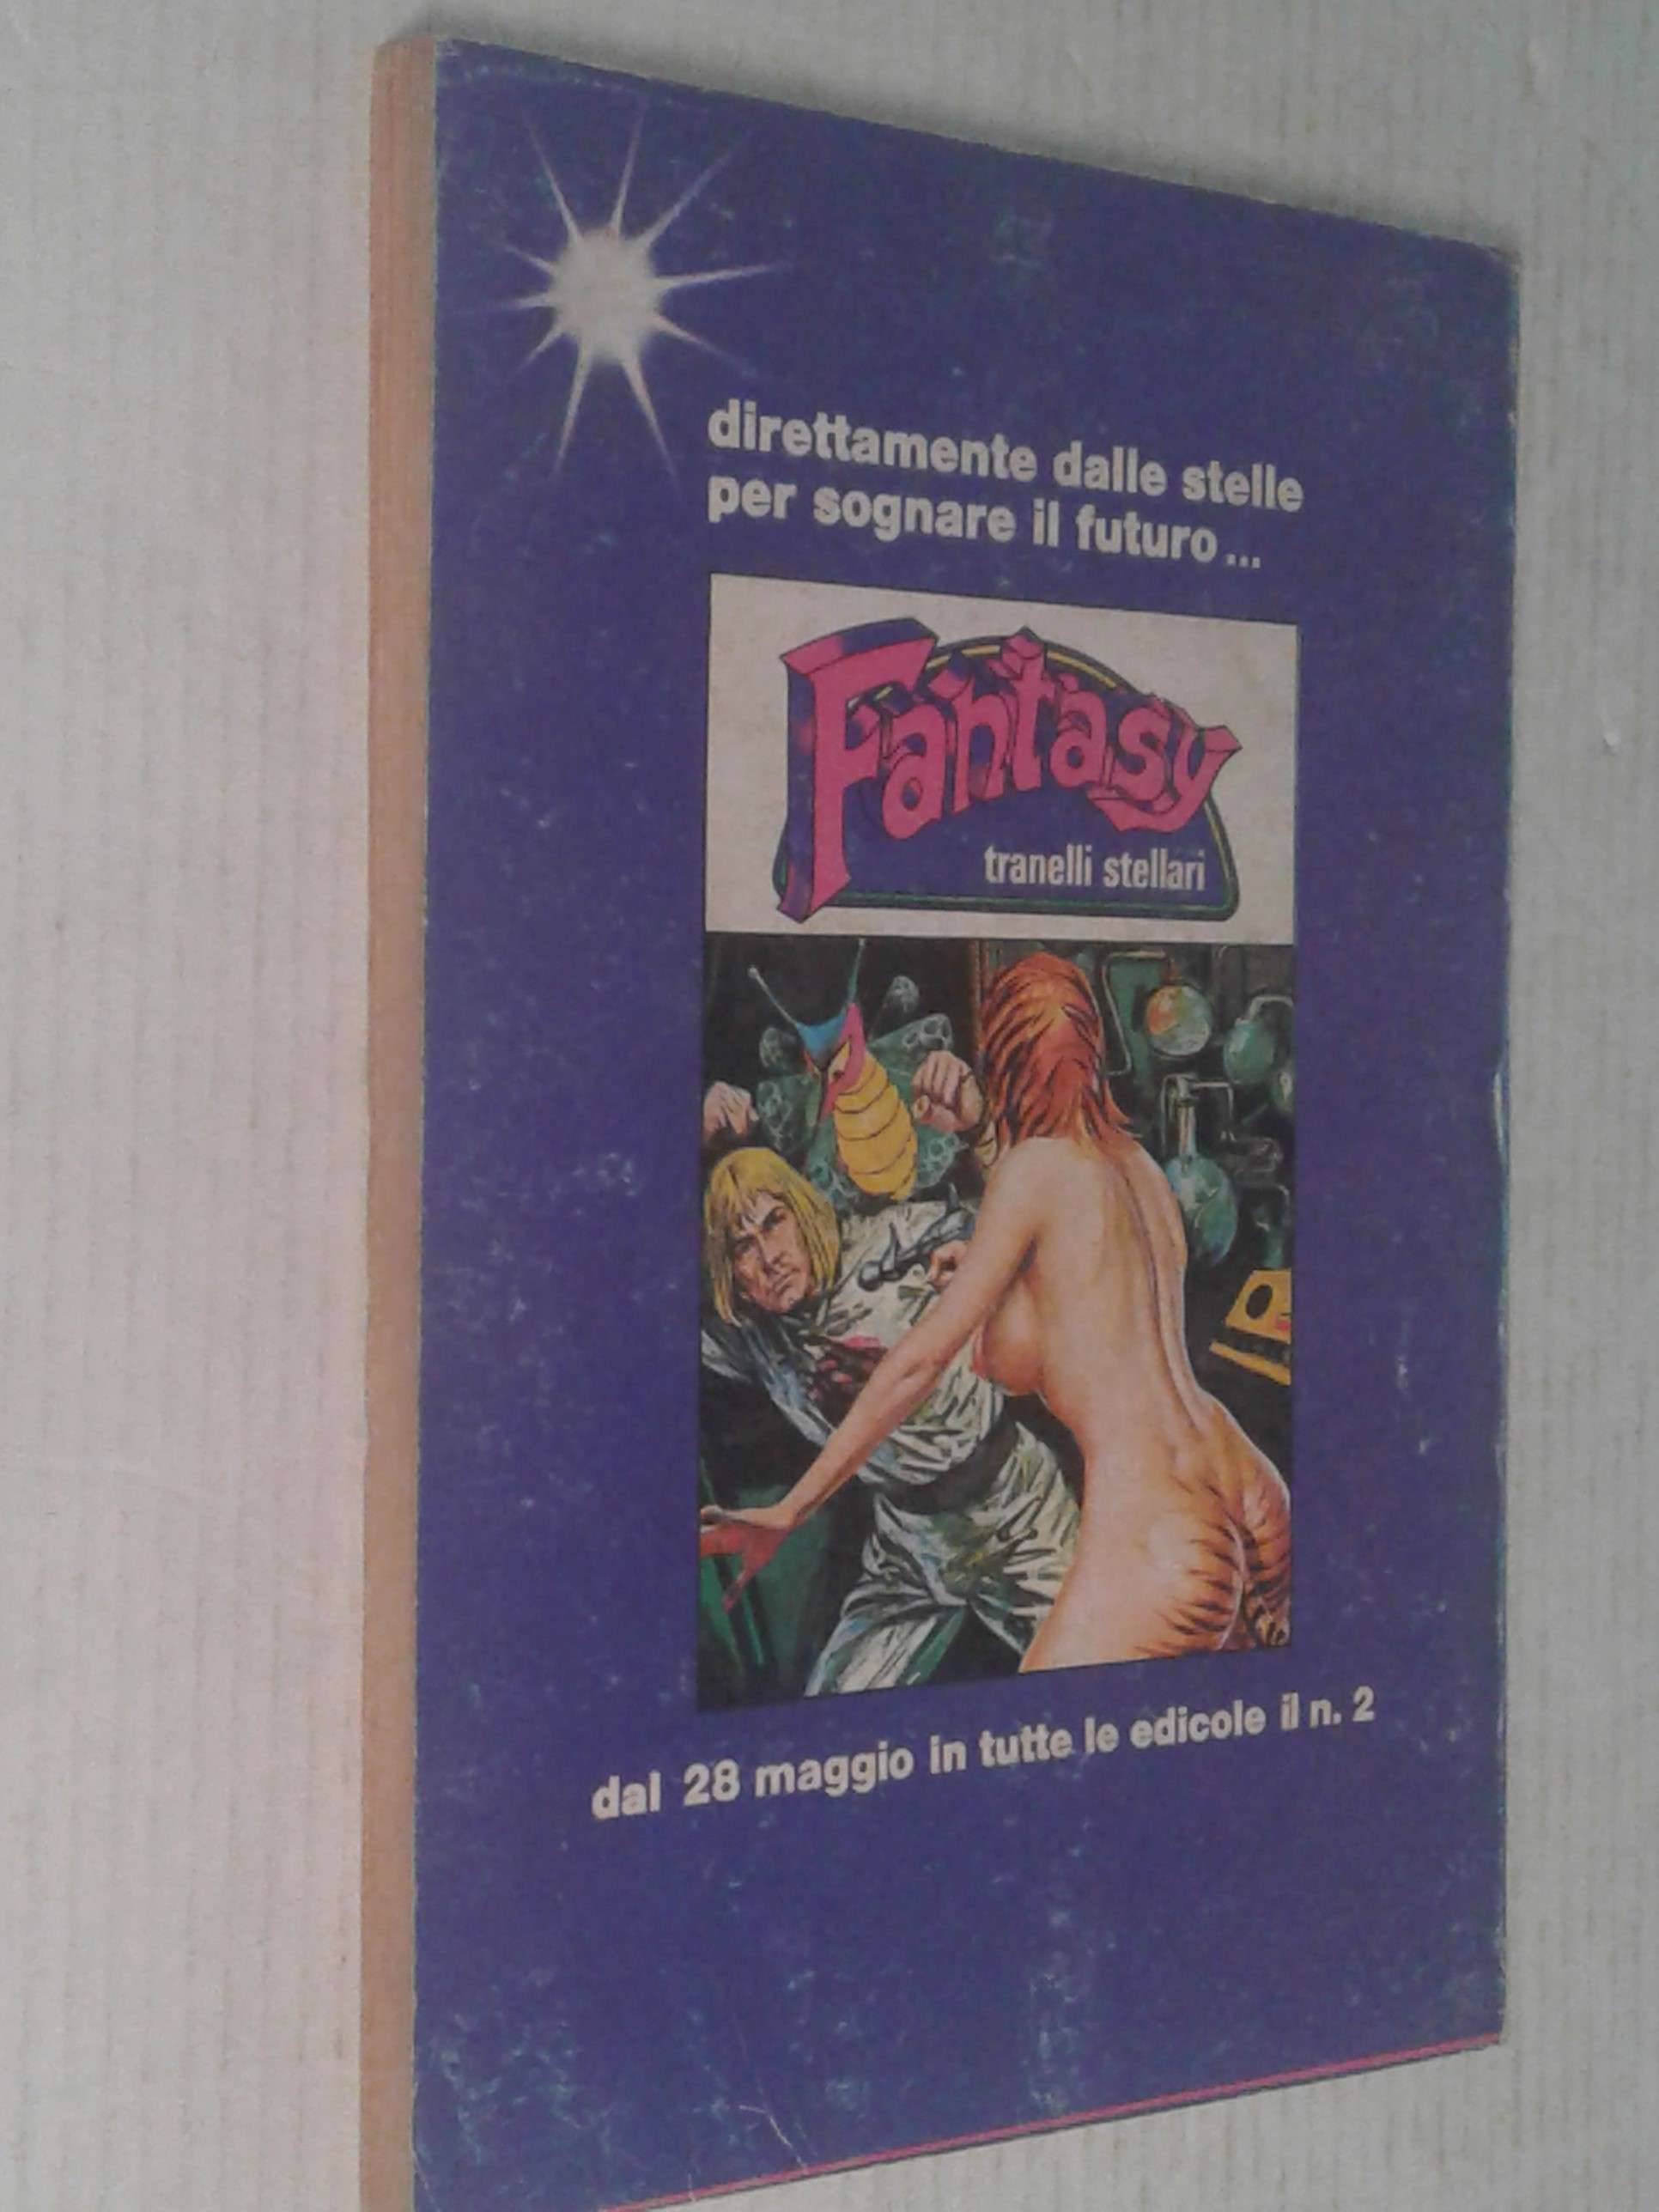 direttamente dalle stelle
per sognare il futuro...
Fantasy
tranelli stellari
dal 28 maggio in tutte le edicole il n. 2